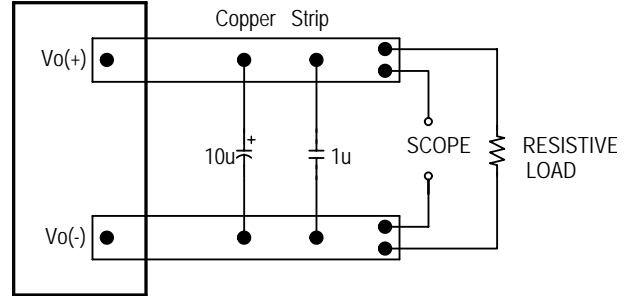 Copper Strip
Vo(+)
10u
+
1u
SCOPE
RESISTIVE
LOAD
Vo(-)